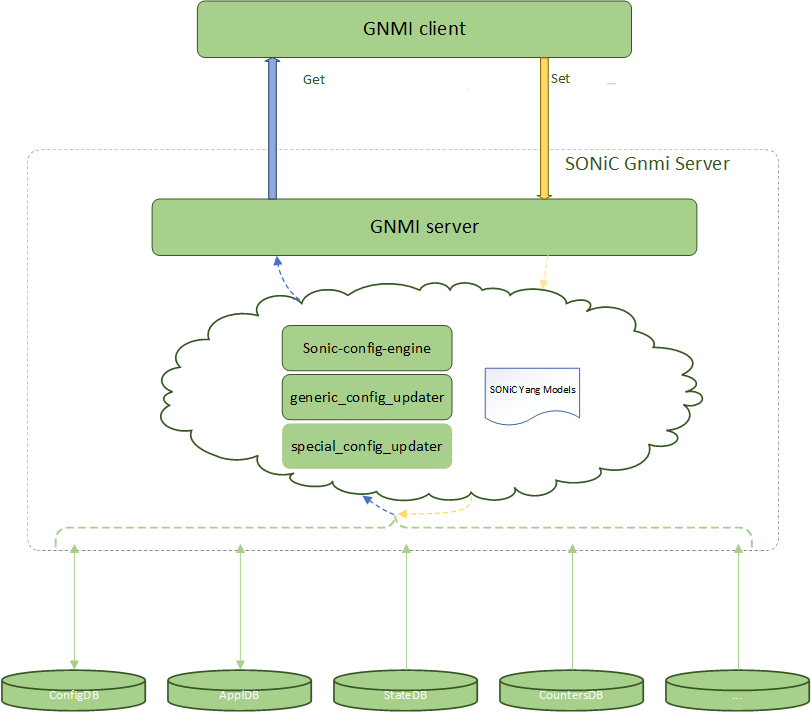 GNMI client
Get
Set
SONiC Gnmi Server
GNMI server
Sonic-config-engine
generic_config_updater
special_config_updater
SONiC Yang Models
ConfigDB
ApplDB
StateDB
CountersDB
...